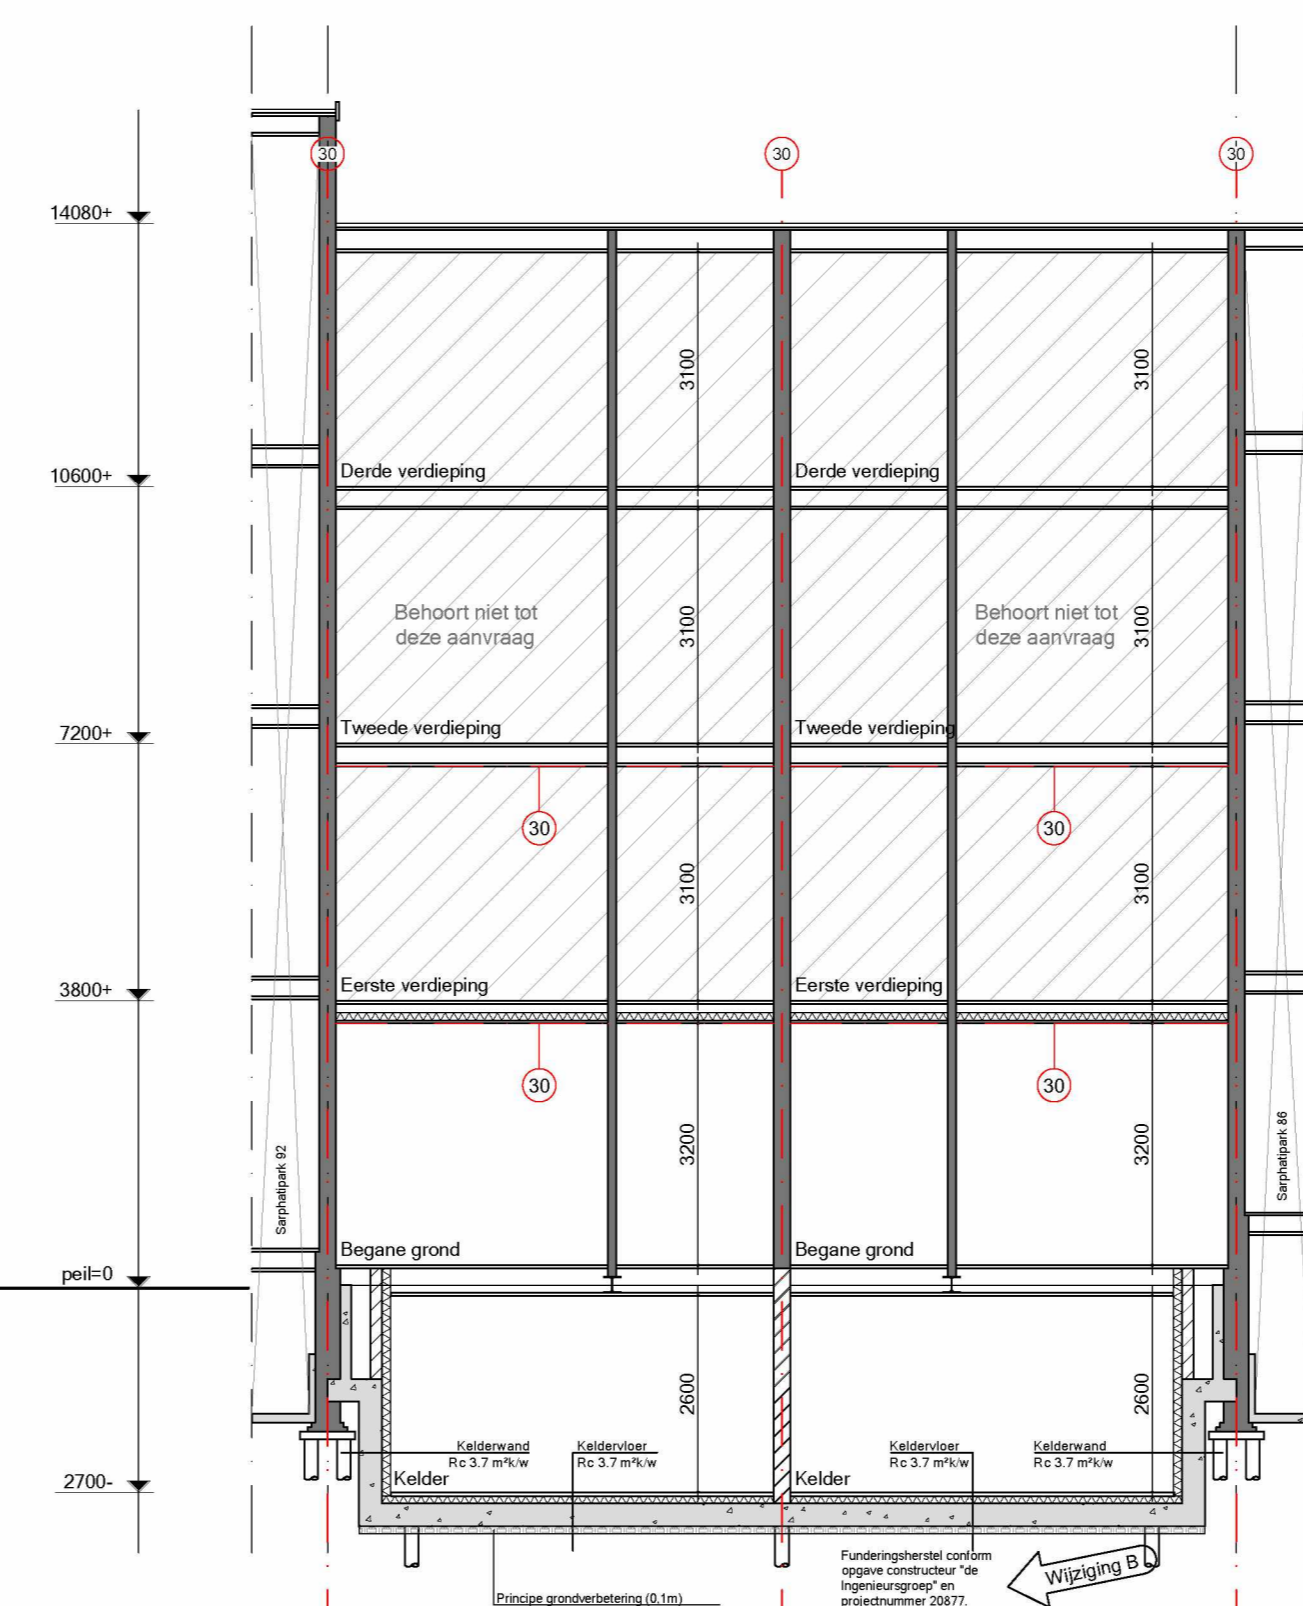 30
30
30
14080+
3100
3100
Derde verdieping
Derde verdieping
10600+
Behoort niet tot
deze aanvraag
3100
Behoort niet tot
deze aanvraag
3100
Tweede verdieping
Tweede verdieping
7200+
30
30
3100
3100
Eerste verdieping
Eerste verdieping
3800+
30
30
3200
3200
Sarphatipark 92
Sarphatipark 86
Begane grond
Begane grond
peil=0
2600
2600
Kelderwand
Rc 3.7 m²k/w
Keldervloer
Rc 3.7 m²k/w
Keldervloer
Rc 3.7 m²k/w
Kelderwand
Rc 3.7 m²k/w
Kelder
Kelder
2700-
Funderingsherstel conform
opgave constructeur "de
Ingenieursgroep" en
projectnummer 20877.
Wijziging B
Principe grondverbetering (0,1m)